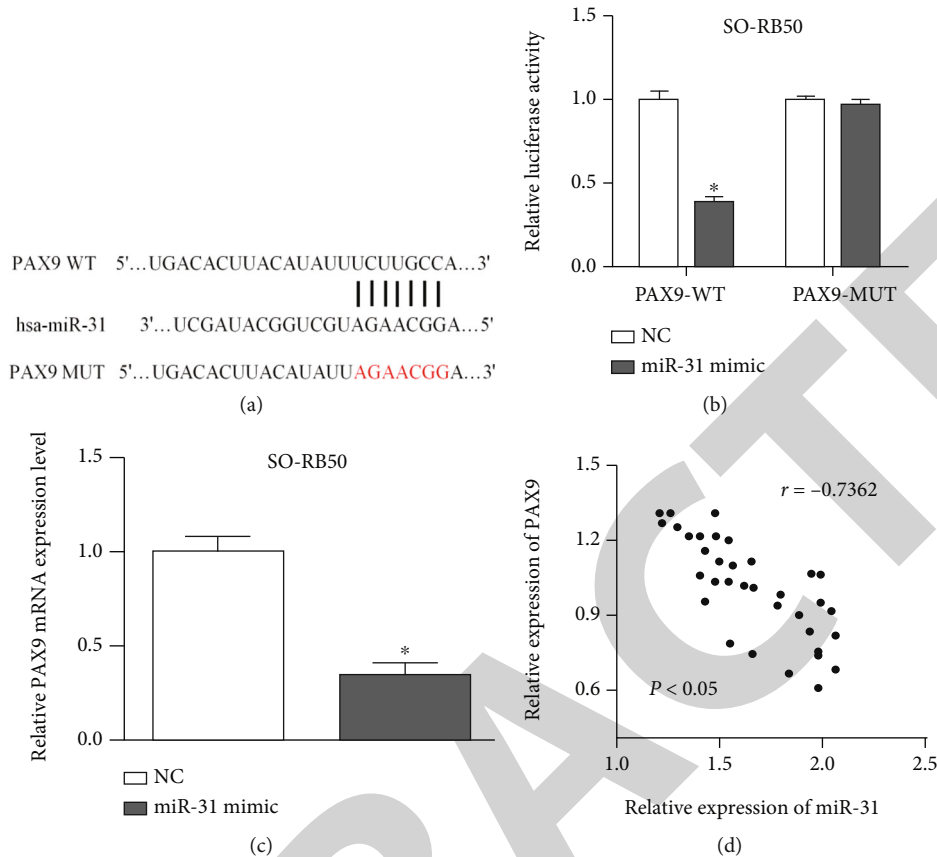 PAX9 WT 5'...UGACACUUACAUAUUUCUUGCCA...3'
hsa-miR-31 3'...UCGAUACGGUCGUAGAACGGA...5'
PAX9 MUT 5'...UGACACUUACAUAUUAGAACGGA...3'
(a)
SO-RB50
Relative luciferase activity
1.5
1.0
0.5
0.0
*
PAX9-WT PAX9-MUT
NC
miR-31 mimic
(b)
SO-RB50
Relative PAX9 mRNA expression level
1.5
1.0
0.5
0.0
*
NC
miR-31 mimic
(c)
Relative expression of PAX9
1.5
1.2
0.9
0.6
r = –0.7362
P < 0.05
1.0 1.5 2.0 2.5
Relative expression of miR-31
(d)